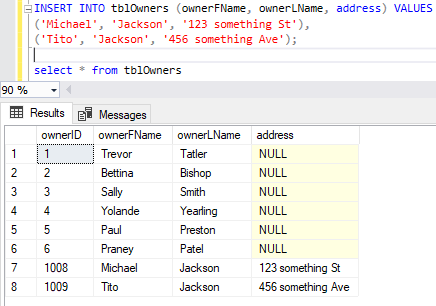 INSERT INTO tblOwners (ownerFName, ownerLName, address) VALUES
('Michael', 'Jackson', '123 something St'),
('Tito', 'Jackson', '456 something Ave');
select * from tblOwners
90 %
Results Messages
ownerID ownerFName ownerLName address
1 1 Trevor Tatler NULL
2 2 Bettina Bishop NULL
3 3 Sally Smith NULL
4 4 Yolande Yearling NULL
5 5 Paul Preston NULL
6 6 Praney Patel NULL
7 1008 Michael Jackson 123 something St
8 1009 Tito Jackson 456 something Ave